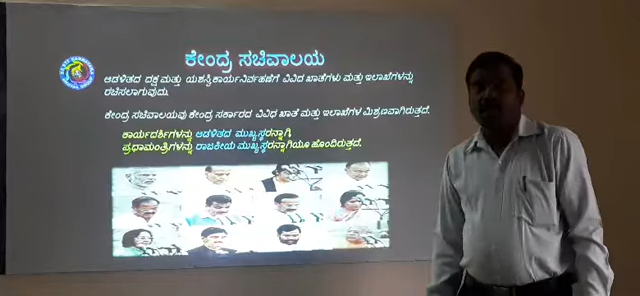 ಕೇಂದ್ರ ಸಚಿವಾಲಯ
ಆಡಳಿತದ ದಕ್ಷ ಮತ್ತು ಯಶಸ್ವಿ ಕಾರ್ಯನಿರ್ವಹಣೆಗೆ ವಿವಿದ ಖಾತೆಗಳು ಮತ್ತು ಇಲಾಖೆಗಳನ್ನು
ರಚಿಸಲಾಗುವುದು.
ಕೇಂದ್ರ ಸಚಿವಾಲಯವು ಕೇಂದ್ರ ಸರ್ಕಾರದ ವಿವಿಧ ಖಾತೆ ಮತ್ತು ಇಲಾಖೆಗಳ ಮಿಶ್ರಣವಾಗಿರುತ್ತದೆ.
ಕಾರ್ಯದರ್ಶಿಗಳನ್ನು ಆಡಳಿತದ ಮುಖ್ಯಸ್ಥರನ್ನಾಗಿ,
ಪ್ರಧಾಮಂತ್ರಿಗಳನ್ನು ರಾಜಕೀಯ ಮುಖ್ಯಸ್ಥರನ್ನಾಗಿಯೂ ಹೊಂದಿರುತ್ತದೆ.